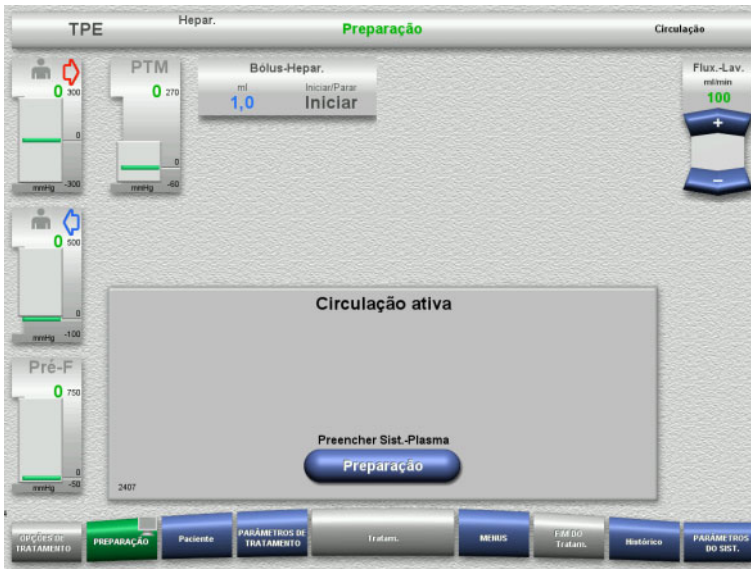 TPE
Hepar.
Preparação
Circulação
0 300
0
mmHg -300
PTM
0 270
0
mmHg -60
Bólus-Hepar.
ml Iniciar/Parar
1,0 Iniciar
Flux.-Lav.
ml/min
100
+
−
0 500
0
mmHg -100
Pré-F
0 750
0
mmHg -50
Circulação ativa
Preencher Sist.-Plasma
Preparação
2407
OPÇÕES DE
TRATAMENTO
PREPARAÇÃO
Paciente
PARÂMETROS DE
TRATAMENTO
Tratam.
MENUS
FIM DO
Tratam.
Histórico
PARÂMETROS
DO SIST.